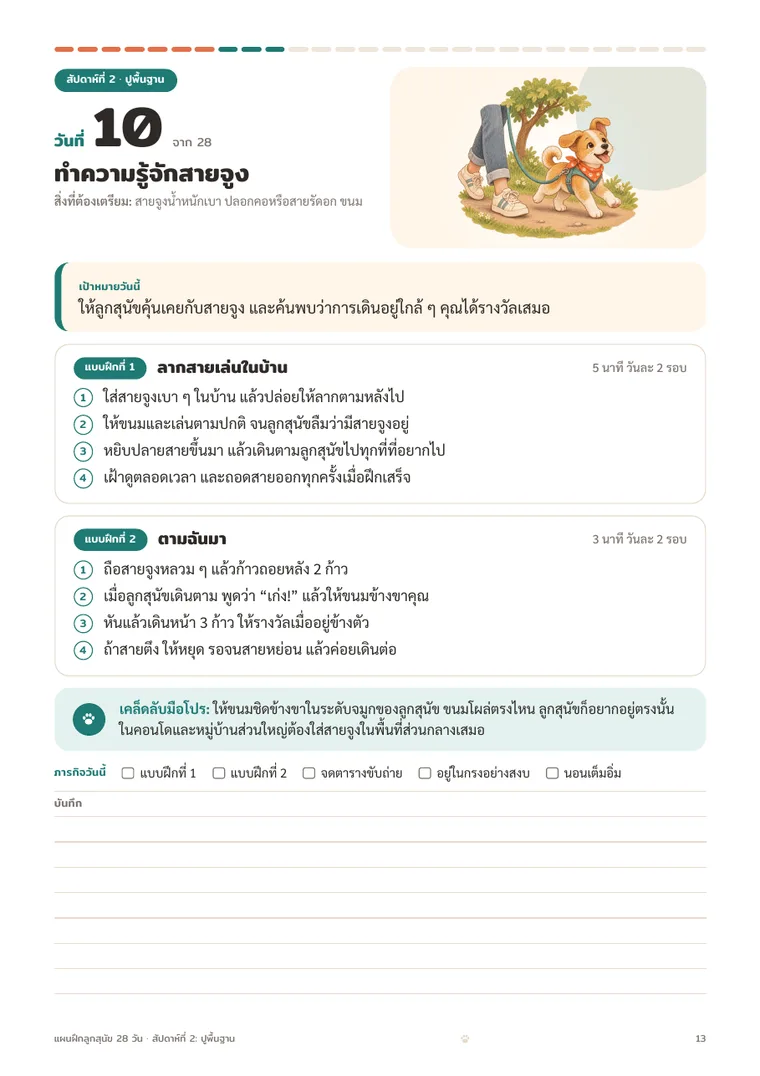 สัปดาห์ที่ 2 · ปูพื้นฐาน
วันที่ 10 จาก 28
ทำความรู้จักสายจูง
สิ่งที่ต้องเตรียม: สายจูงน้ำหนักเบา ปลอกคอหรือสายรัดอก ขนม
เป้าหมายวันนี้
ให้ลูกสุนัขคุ้นเคยกับสายจูง และค้นพบว่าการเดินอยู่ใกล้ ๆ คุณได้รางวัลเสมอ
แบบฝึกที่ 1 ลากสายเล่นในบ้าน 5 นาที วันละ 2 รอบ
1 ใส่สายจูงเบา ๆ ในบ้าน แล้วปล่อยให้ลากตามหลังไป
2 ให้ขนมและเล่นตามปกติ จนลูกสุนัขลืมว่ามีสายจูงอยู่
3 หยิบปลายสายขึ้นมา แล้วเดินตามลูกสุนัขไปทุกที่ที่อยากไป
4 เฝ้าดูตลอดเวลา และถอดสายออกทุกครั้งเมื่อฝึกเสร็จ
แบบฝึกที่ 2 ตามฉันมา 3 นาที วันละ 2 รอบ
1 ถือสายจูงหลวม ๆ แล้วก้าวถอยหลัง 2 ก้าว
2 เมื่อลูกสุนัขเดินตาม พูดว่า “เก่ง!” แล้วให้ขนมข้างขาคุณ
3 หันแล้วเดินหน้า 3 ก้าว ให้รางวัลเมื่ออยู่ข้างตัว
4 ถ้าสายตึง ให้หยุด รอจนสายหย่อน แล้วค่อยเดินต่อ
เคล็ดลับมือโปร: ให้ขนมชิดข้างขาในระดับจมูกของลูกสุนัข ขนมโผล่ตรงไหน ลูกสุนัขก็อยากอยู่ตรงนั้น
ในคอนโดและหมู่บ้านส่วนใหญ่ต้องใส่สายจูงในพื้นที่ส่วนกลางเสมอ
ภารกิจวันนี้ แบบฝึกที่ 1 แบบฝึกที่ 2 จดตารางขับถ่าย อยู่ในกรงอย่างสงบ นอนเต็มอิ่ม
บันทึก
แผนฝึกลูกสุนัข 28 วัน · สัปดาห์ที่ 2: ปูพื้นฐาน 13